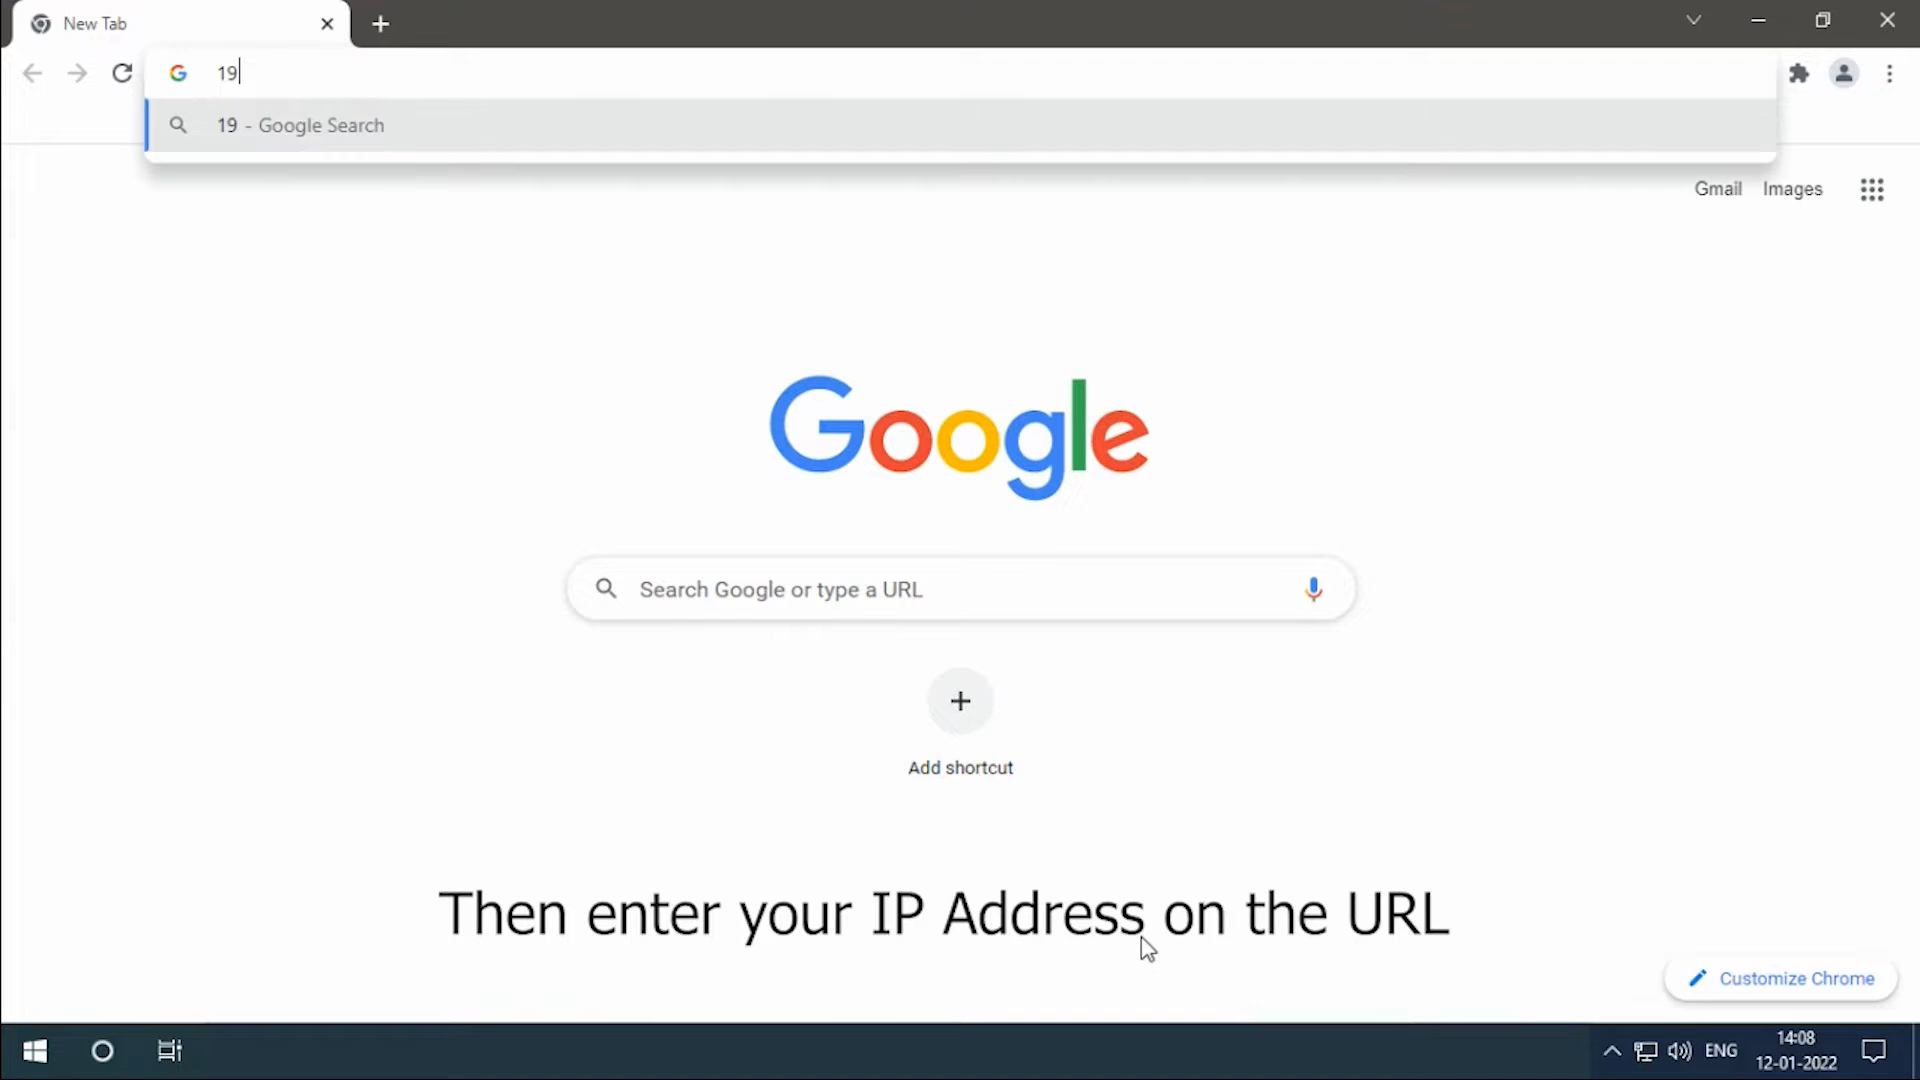 New Tab
19
19 - Google Search
Gmail Images
Google
Search Google or type a URL
Add shortcut
Then enter your IP Address on the URL
Customize Chrome
ENG
14:08
12-01-2022